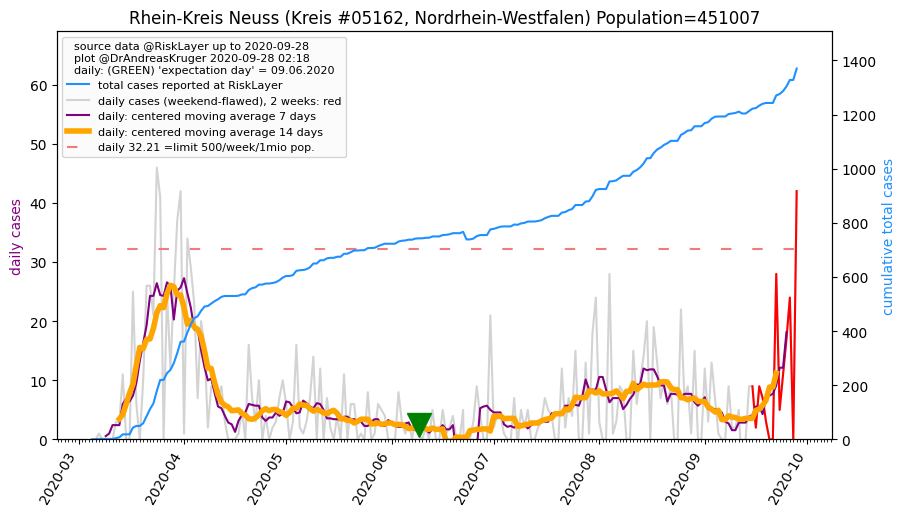 Rhein-Kreis Neuss (Kreis #05162, Nordrhein-Westfalen) Population=451007
source data @RiskLayer up to 2020-09-28
plot @DrAndreasKruger 2020-09-28 02:18
daily: (GREEN) 'expectation day' = 09.06.2020
total cases reported at RiskLayer
daily cases (weekend-flawed), 2 weeks: red
daily: centered moving average 7 days
daily: centered moving average 14 days
daily 32.21 =limit 500/week/1mio pop.
daily cases
60
50
40
30
20
10
0
1400
1200
1000
800
600
400
200
0
cumulative total cases
2020-03
2020-04
2020-05
2020-06
2020-07
2020-08
2020-09
2020-10